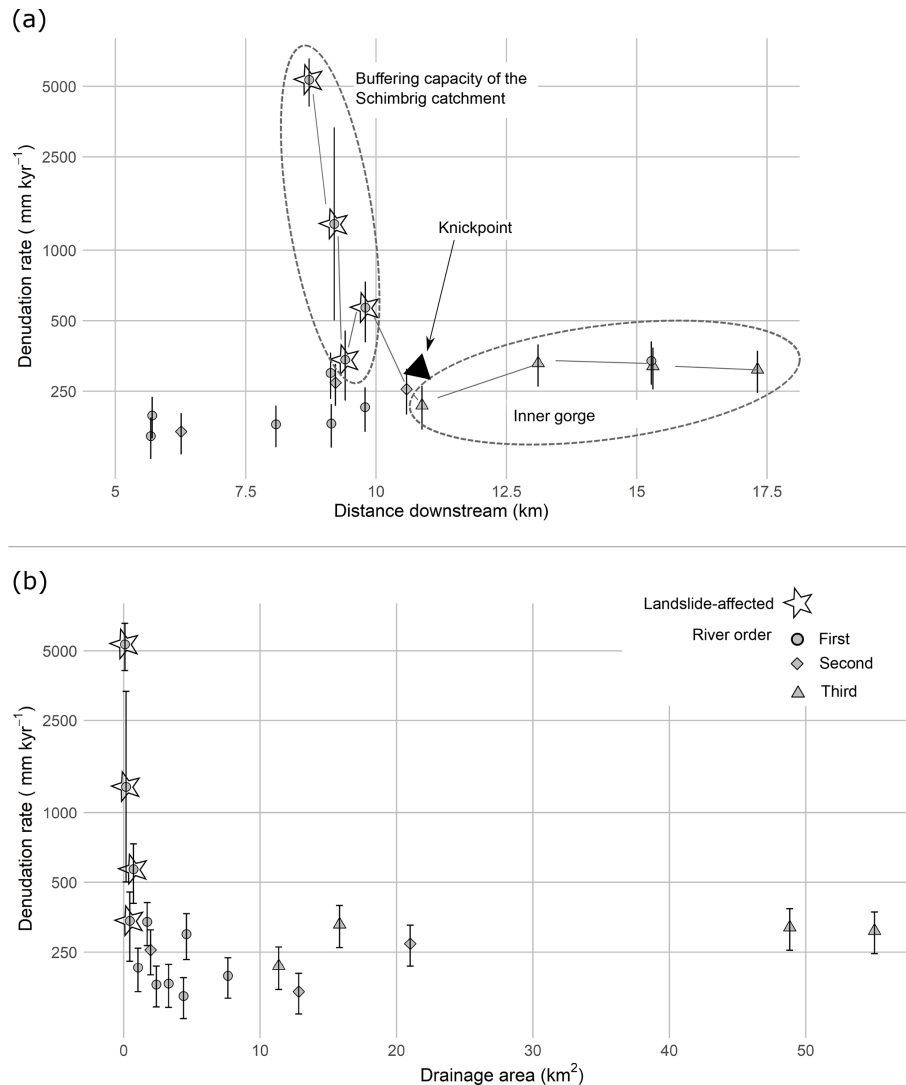 (a)
Denudation rate ( mm kyr⁻¹)
5000
2500
1000
500
250
Buffering capacity of the
Schimbrig catchment
Knickpoint
Inner gorge
5 7.5 10 12.5 15 17.5
Distance downstream (km)
(b)
Landslide-affected
River order
First
Second
Third
Denudation rate ( mm kyr⁻¹)
5000
2500
1000
500
250
0 10 20 30 40 50
Drainage area (km²)